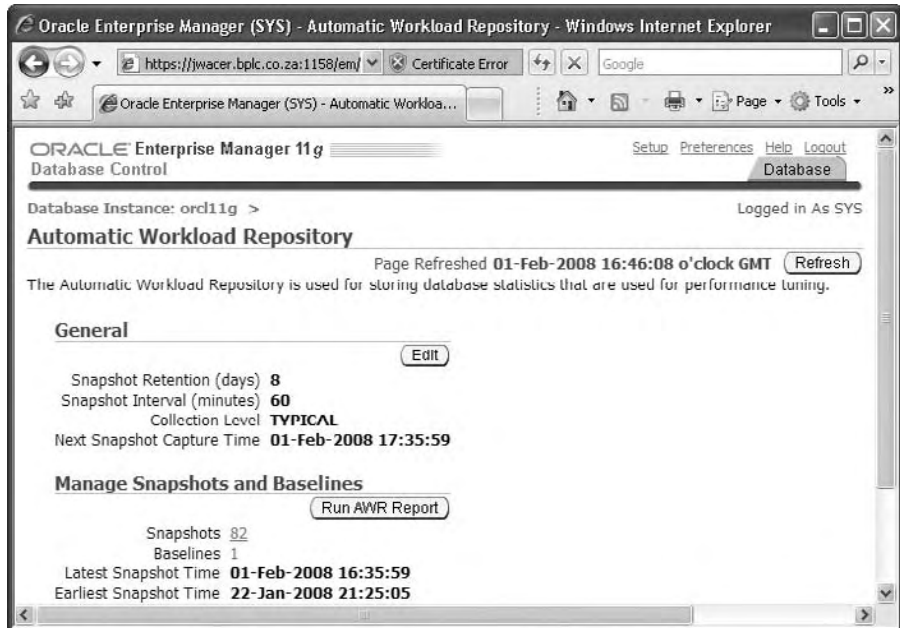 Oracle Enterprise Manager (SYS) - Automatic Workload Repository - Windows Internet Explorer
https://jwacer.bplc.co.za:1158/em/ Certificate Error Google
Oracle Enterprise Manager (SYS) - Automatic Workloa... Page Tools »
ORACLE Enterprise Manager 11g
Database Control
Setup Preferences Help Logout
Database
Database Instance: orcl11g >
Logged in As SYS
Automatic Workload Repository
Page Refreshed 01-Feb-2008 16:46:08 o'clock GMT Refresh
The Automatic Workload Repository is used for storing database statistics that are used for performance tuning.
General
Edit
Snapshot Retention (days) 8
Snapshot Interval (minutes) 60
Collection Level TYPICAL
Next Snapshot Capture Time 01-Feb-2008 17:35:59
Manage Snapshots and Baselines
Run AWR Report
Snapshots 82
Baselines 1
Latest Snapshot Time 01-Feb-2008 16:35:59
Earliest Snapshot Time 22-Jan-2008 21:25:05